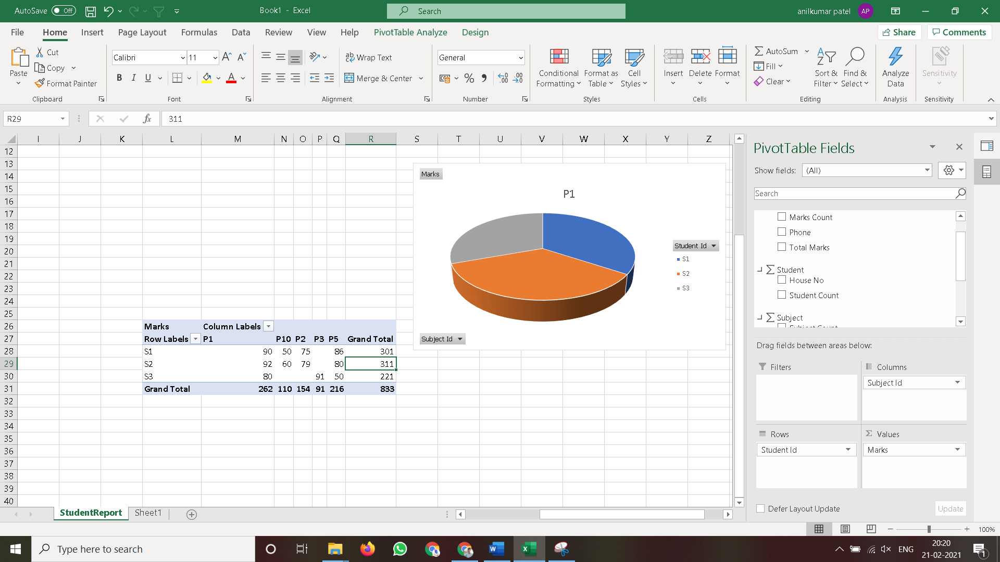 AutoSave Off
Book1 - Excel
Search
anilkumar patel AP
File Home Insert Page Layout Formulas Data Review View Help PivotTable Analyze Design
Share Comments
Paste Cut
Copy
Format Painter
Clipboard
Calibri 11
B I U A
Font
Wrap Text
Merge & Center
Alignment
General
Number
Conditional Formatting
Format as Table
Cell Styles
Styles
Insert Delete Format
Cells
AutoSum
Fill
Clear
Sort & Filter
Find & Select
Editing
Analyze Data
Analysis
Sensitivity
Sensitivity
R29 fx 311
I J K L M N O P Q R S T U V W X Y Z
12
13
14
15
16
17
18
19
20
21
22
23
24
25
26 Marks Column Labels
27 Row Labels P1 P10 P2 P3 P5 Grand Total
28 S1 90 50 75 86 301
29 S2 92 60 79 80 311
30 S3 80 91 50 221
31 Grand Total 262 110 154 91 216 833
32
33
34
35
36
37
38
39
40
Marks
P1
Student Id
S1
S2
S3
Subject Id
PivotTable Fields
Show fields: (All)
Search
Marks Count
Phone
Total Marks
Student
House No
Student Count
Subject
Subject Count
Drag fields between areas below:
Filters
Columns
Subject Id
Rows
Student Id
Values
Marks
Defer Layout Update Update
StudentReport Sheet1
100%
Type here to search
ENG
20:20
21-02-2021
1